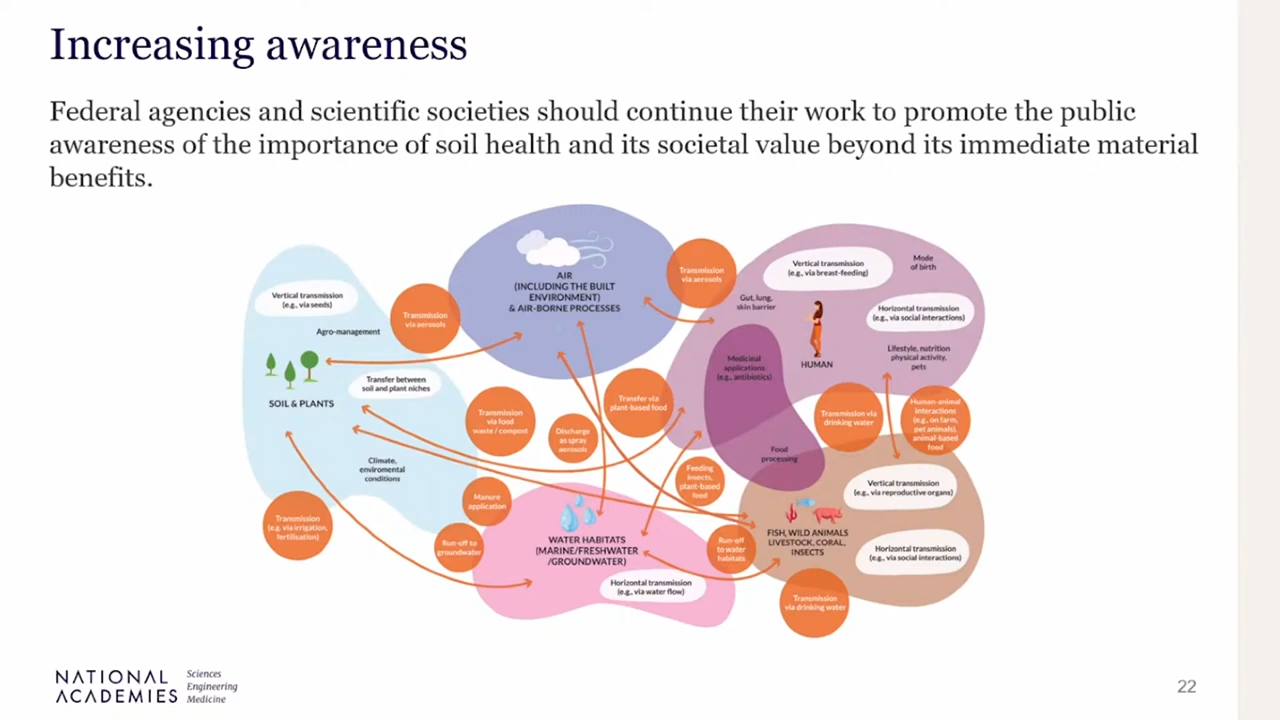 Increasing awareness
Federal agencies and scientific societies should continue their work to promote the public
awareness of the importance of soil health and its societal value beyond its immediate material
benefits.
AIR
(INCLUDING THE BUILT
ENVIRONMENT)
& AIR-BORNE PROCESSES
Transmission
via aerosols
Vertical transmission
(e.g., via breast-feeding)
Mode
of birth
Gut, lung,
skin barrier
Horizontal transmission
(e.g., via social interactions)
Lifestyle, nutrition
physical activity,
pets
HUMAN
Medicinal
applications
(e.g., antibiotics)
Food
processing
Vertical transmission
(e.g., via seeds)
Agro-management
Transmission
via aerosols
Transfer between
soil and plant niches
SOIL & PLANTS
Climate,
enviromental
conditions
Transmission
via food
waste / compost
Discharge
as spray
aerosols
Transfer via
plant-based food
Transmission via
drinking water
Human-animal
interactions
(e.g., on farm,
pet animals),
animal-based
food
Feeding
insects,
plant-based
food
Manure
application
Run-off to
groundwater
Transmission
(e.g. via irrigation,
fertilisation)
WATER HABITATS
(MARINE/FRESHWATER
/GROUNDWATER)
Horizontal transmission
(e.g., via water flow)
Run-off
to water
habitats
Vertical transmission
(e.g., via reproductive organs)
FISH, WILD ANIMALS
LIVESTOCK, CORAL,
INSECTS
Horizontal transmission
(e.g., via social interactions)
Transmission
via drinking water
NATIONAL
ACADEMIES
Sciences
Engineering
Medicine
22